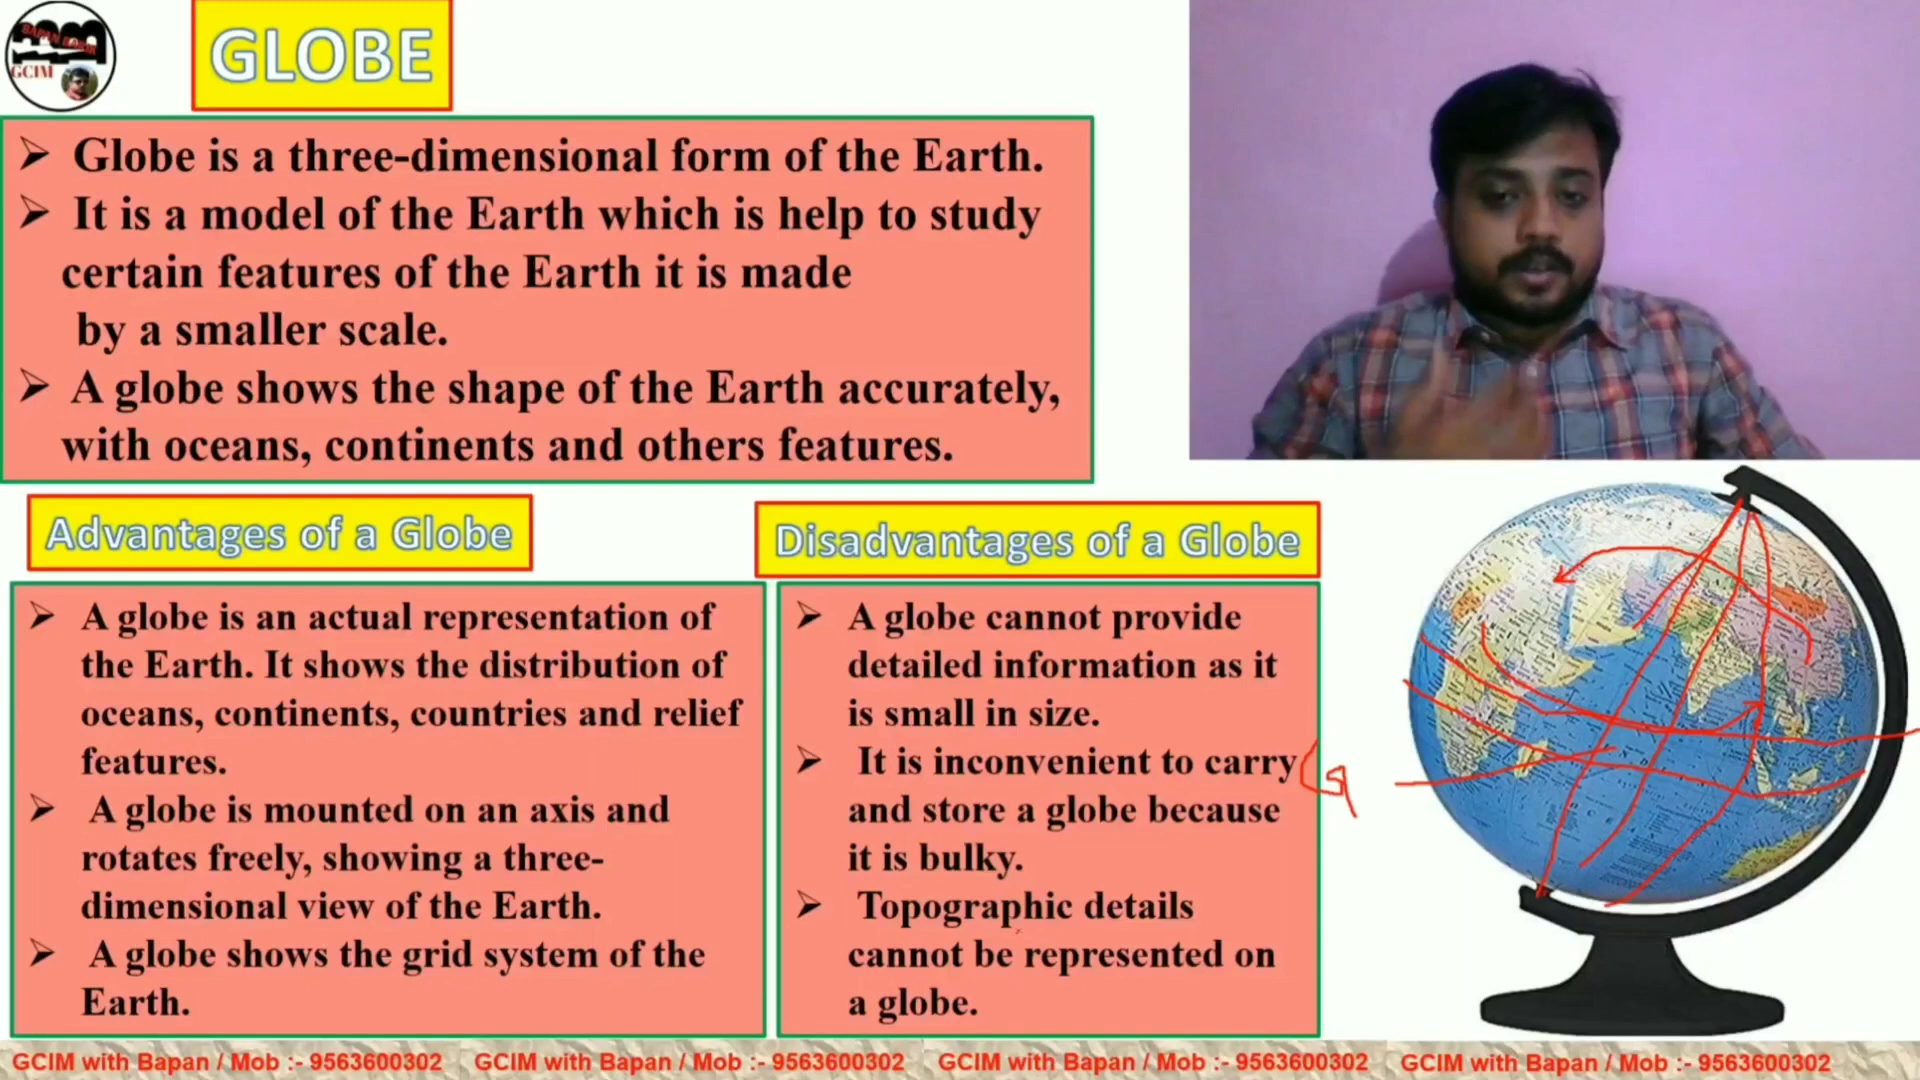 BAPAN BARIK
GCIM
GLOBE
➢ Globe is a three-dimensional form of the Earth.
➢ It is a model of the Earth which is help to study
certain features of the Earth it is made
by a smaller scale.
➢ A globe shows the shape of the Earth accurately,
with oceans, continents and others features.
Advantages of a Globe
➢ A globe is an actual representation of
the Earth. It shows the distribution of
oceans, continents, countries and relief
features.
➢ A globe is mounted on an axis and
rotates freely, showing a three-
dimensional view of the Earth.
➢ A globe shows the grid system of the
Earth.
Disadvantages of a Globe
➢ A globe cannot provide
detailed information as it
is small in size.
➢ It is inconvenient to carry
and store a globe because
it is bulky.
➢ Topographic details
cannot be represented on
a globe.
GCIM with Bapan / Mob :- 9563600302 GCIM with Bapan / Mob :- 9563600302 GCIM with Bapan / Mob :- 9563600302 GCIM with Bapan / Mob :- 9563600302